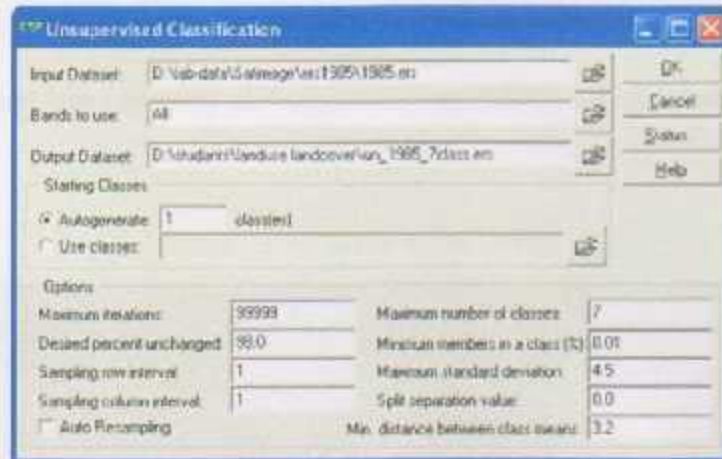 Unsupervised Classification
Input Dataset:
OK
Bands to use: All
Cancel
Output Dataset:
Status
Help
Starting Classes
Autogenerate: 1 class(es)
Use classes:
Options
Maximum iterations: 99999 Maximum number of classes: 7
Desired percent unchanged: 98.0 Minimum members in a class (%) 0.01
Sampling row interval: 1 Maximum standard deviation: 4.5
Sampling column interval: 1 Split separation value: 0.0
Auto Resampling Min. distance between class means: 3.2